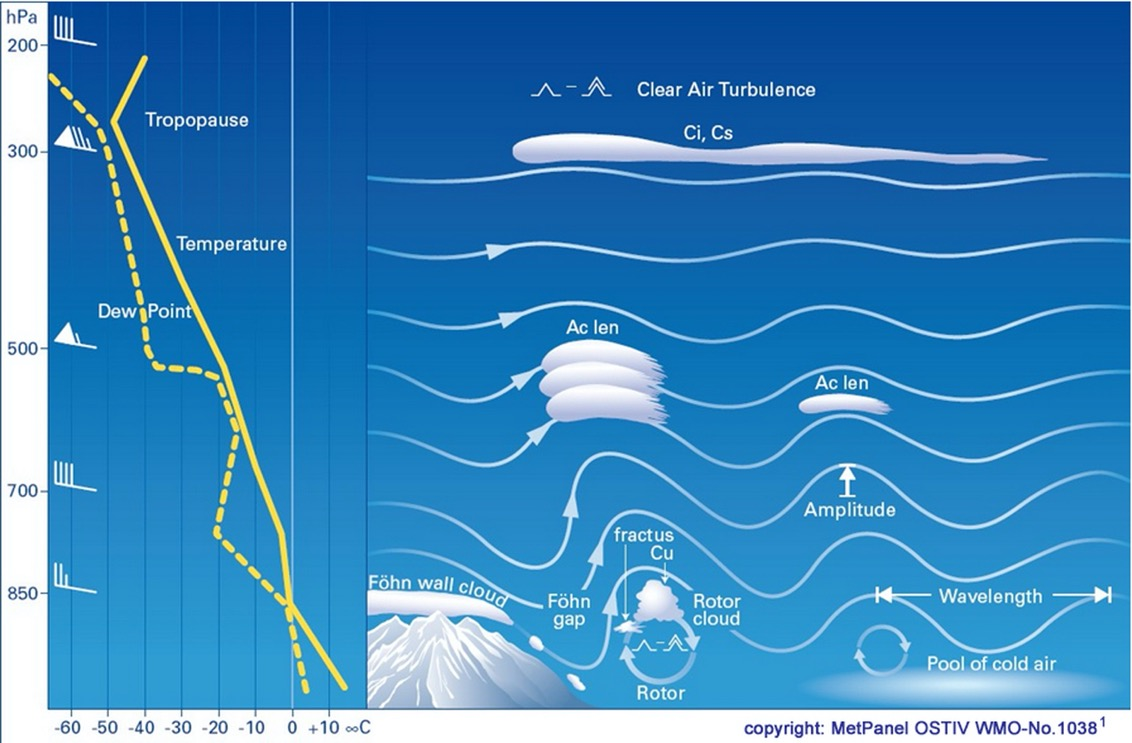 hPa
200
300
500
700
850
Tropopause
Temperature
Dew Point
-60 -50 -40 -30 -20 -10 0 +10 ∞C
Clear Air Turbulence
Ci, Cs
Ac len
Ac len
Amplitude
fractus
Cu
Föhn wall cloud
Föhn
gap
Rotor
cloud
Wavelength
Rotor
Pool of cold air
copyright: MetPanel OSTIV WMO-No.1038¹